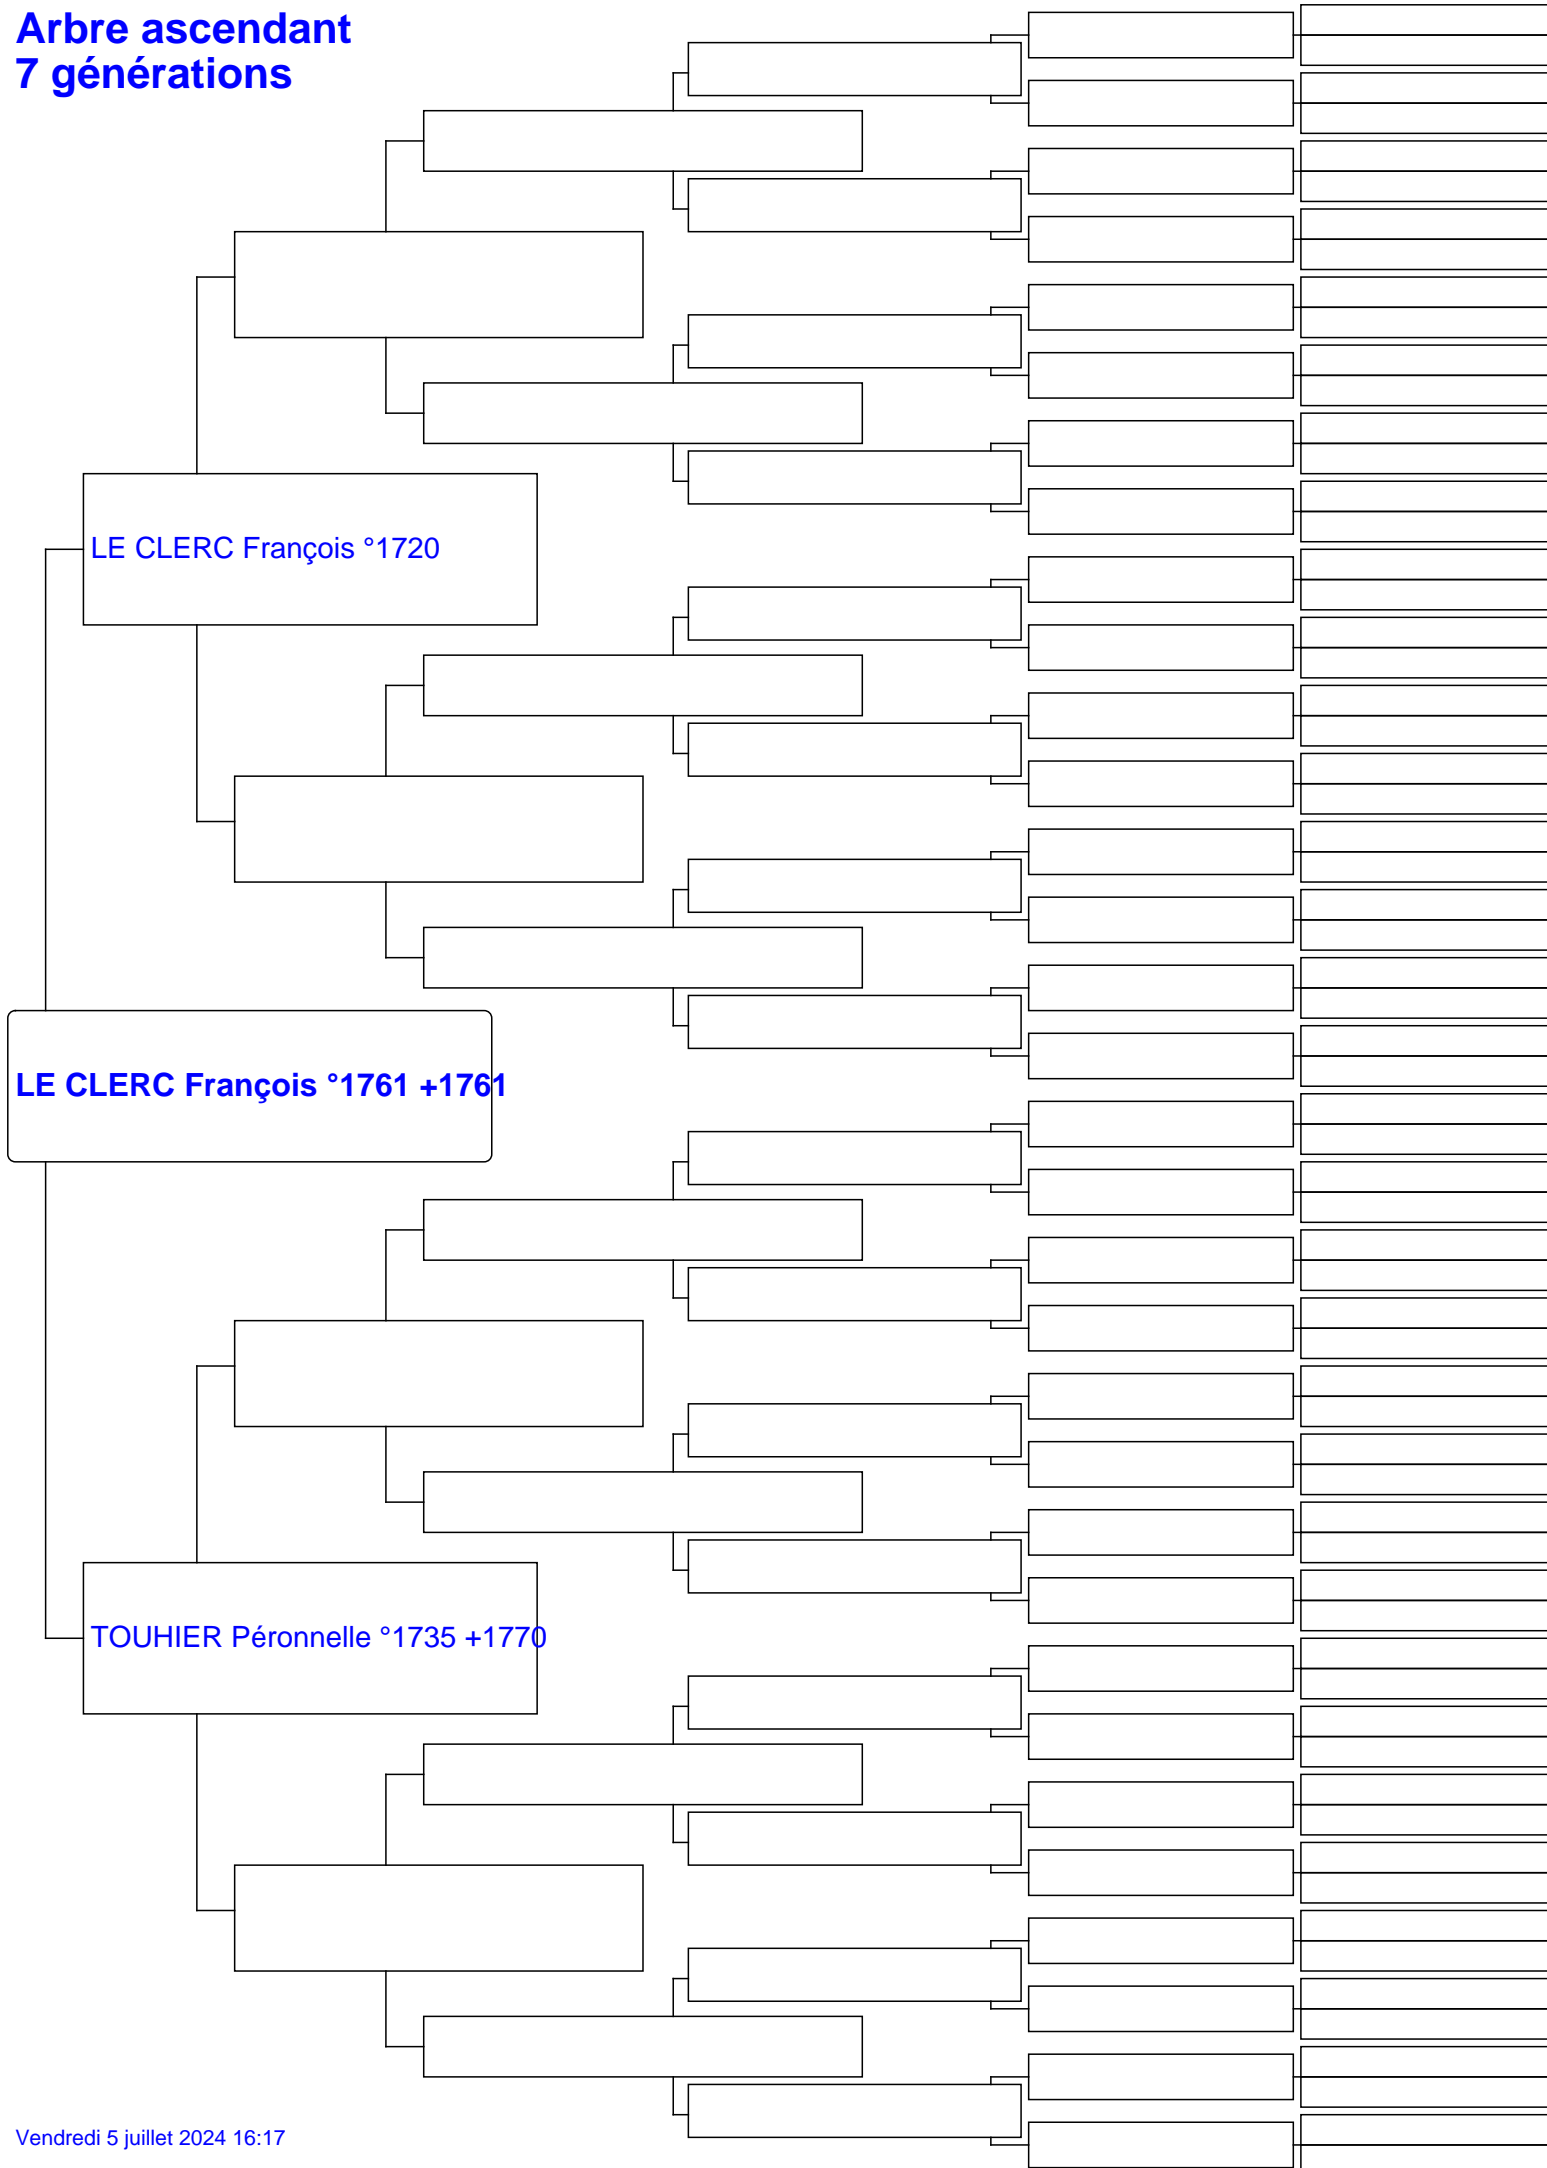 Arbre ascendant
7 générations
LE CLERC François °1720
LE CLERC François °1761 +1761
TOUHIER Péronnelle °1735 +1770
Vendredi 5 juillet 2024 16:17